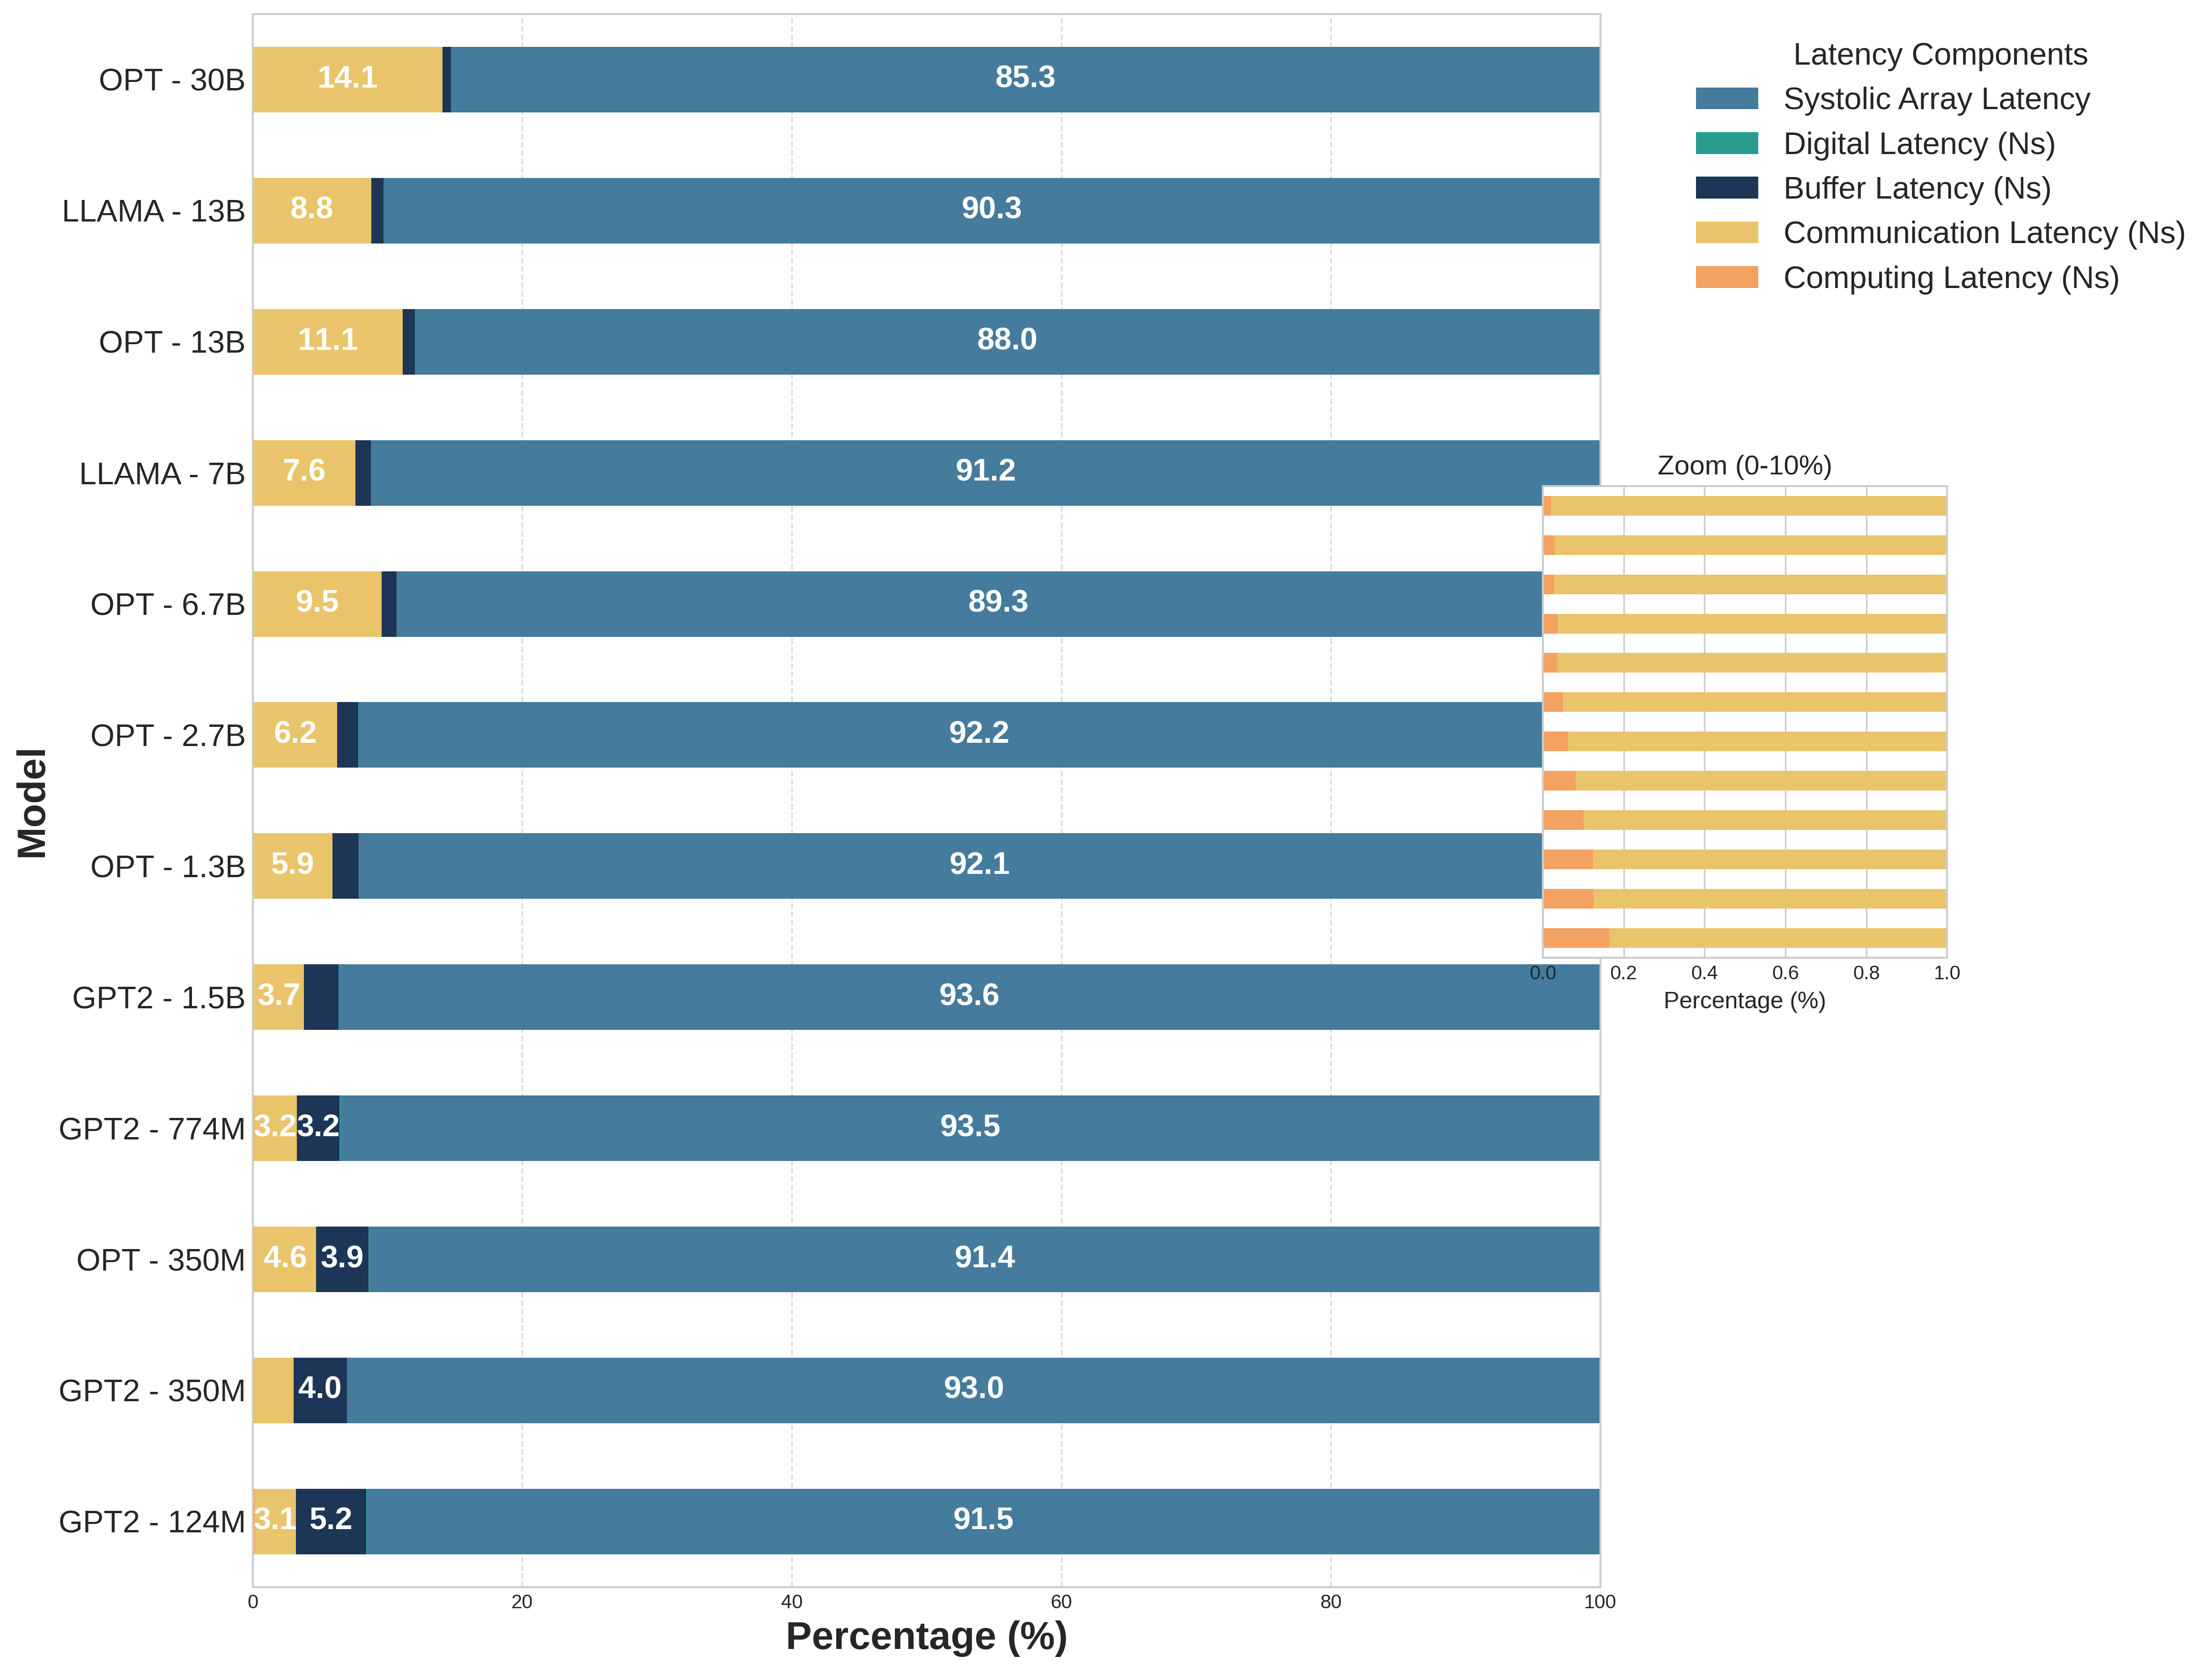 OPT - 30B
14.1
85.3
LLAMA - 13B
8.8
90.3
OPT - 13B
11.1
88.0
LLAMA - 7B
7.6
91.2
OPT - 6.7B
9.5
89.3
OPT - 2.7B
6.2
92.2
OPT - 1.3B
5.9
92.1
GPT2 - 1.5B
3.7
93.6
GPT2 - 774M
3.2
3.2
93.5
OPT - 350M
4.6
3.9
91.4
GPT2 - 350M
4.0
93.0
GPT2 - 124M
3.1
5.2
91.5
Model
0
20
40
60
80
100
Percentage (%)
Latency Components
Systolic Array Latency
Digital Latency (Ns)
Buffer Latency (Ns)
Communication Latency (Ns)
Computing Latency (Ns)
Zoom (0-10%)
0.0
0.2
0.4
0.6
0.8
1.0
Percentage (%)